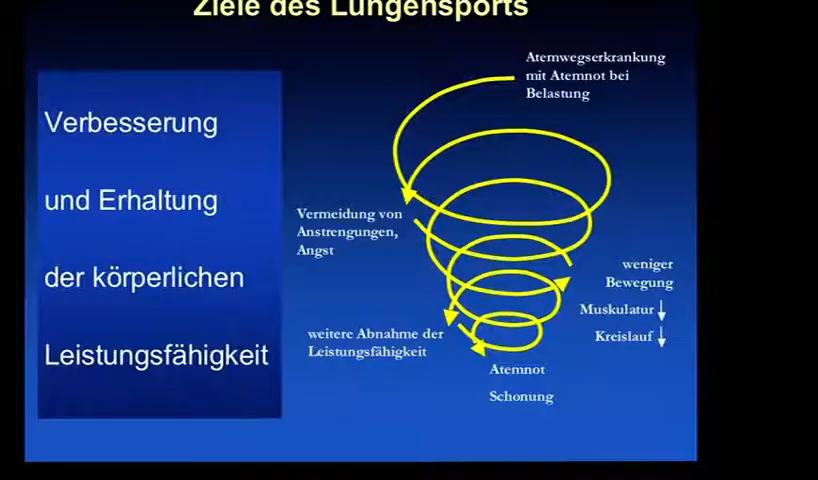 Ziele des Lungensports
Verbesserung
und Erhaltung
der körperlichen
Leistungsfähigkeit
Atemwegserkrankung
mit Atemnot bei
Belastung
Vermeidung von
Anstrengungen,
Angst
weniger
Bewegung
Muskulatur ↓
Kreislauf ↓
weitere Abnahme der
Leistungsfähigkeit
Atemnot
Schonung